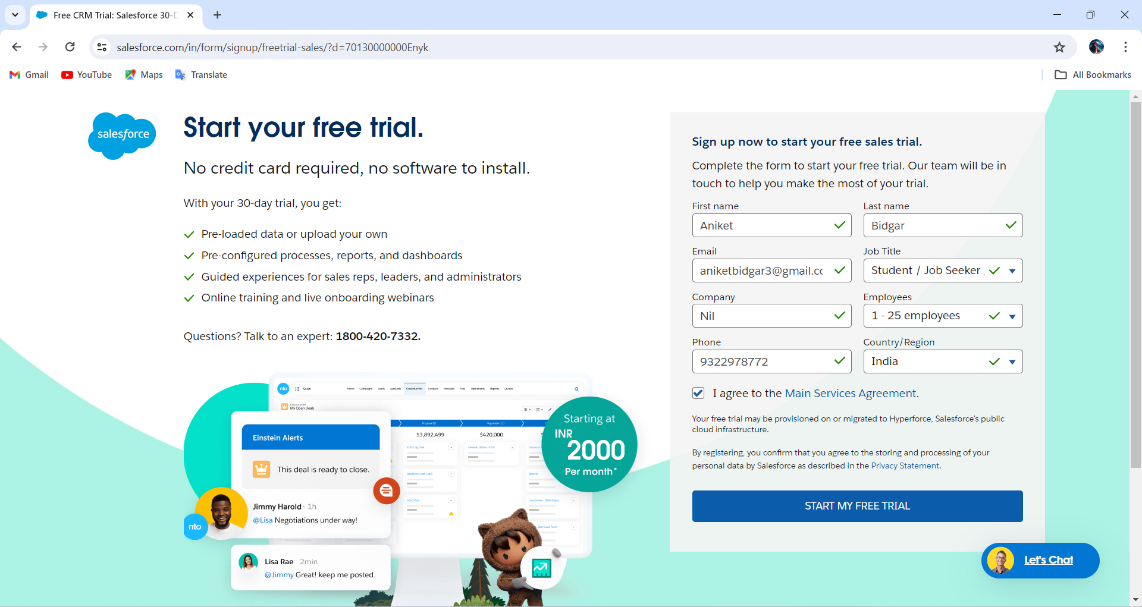 Free CRM Trial: Salesforce 30-D
salesforce.com/in/form/signup/freetrial-sales/?d=70130000000Enyk
Gmail
YouTube
Maps
Translate
All Bookmarks
salesforce
Start your free trial.
No credit card required, no software to install.
With your 30-day trial, you get:
Pre-loaded data or upload your own
Pre-configured processes, reports, and dashboards
Guided experiences for sales reps, leaders, and administrators
Online training and live onboarding webinars
Questions? Talk to an expert: 1800-420-7332.
nto
Sales
$3,892,499
$420,000
Einstein Alerts
This deal is ready to close.
Jimmy Harold · 1h
@Lisa Negotiations under way!
nto
Lisa Rae 2min
@Jimmy Great! keep me posted.
Starting at
INR
2000
Per month*
Sign up now to start your free sales trial.
Complete the form to start your free trial. Our team will be in
touch to help you make the most of your trial.
First name
Aniket
Last name
Bidgar
Email
aniketbidgar3@gmail.cc
Job Title
Student / Job Seeker
Company
Nil
Employees
1 - 25 employees
Phone
9322978772
Country/Region
India
I agree to the Main Services Agreement.
Your free trial may be provisioned on or migrated to Hyperforce, Salesforce's public
cloud infrastructure.
By registering, you confirm that you agree to the storing and processing of your
personal data by Salesforce as described in the Privacy Statement.
START MY FREE TRIAL
Let's Chat